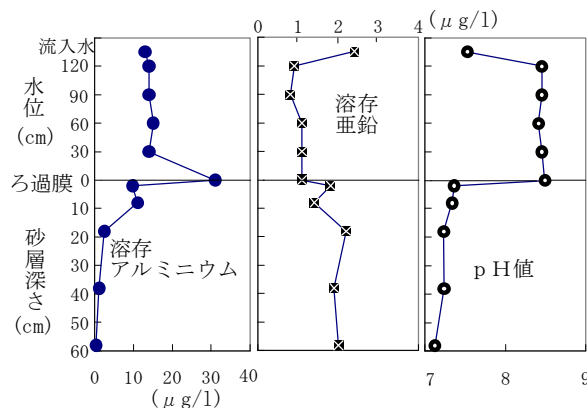 0 1 2 3 4 (μg/l)
流入水
120
水位
90
(cm)
60
30
溶存
亜鉛
ろ過膜 0
10
砂層深さ
20
(cm)
30
40
50
60
溶存
アルミニウム
pH値
0 10 20 30 40 0 7 8 9
(μg/l)